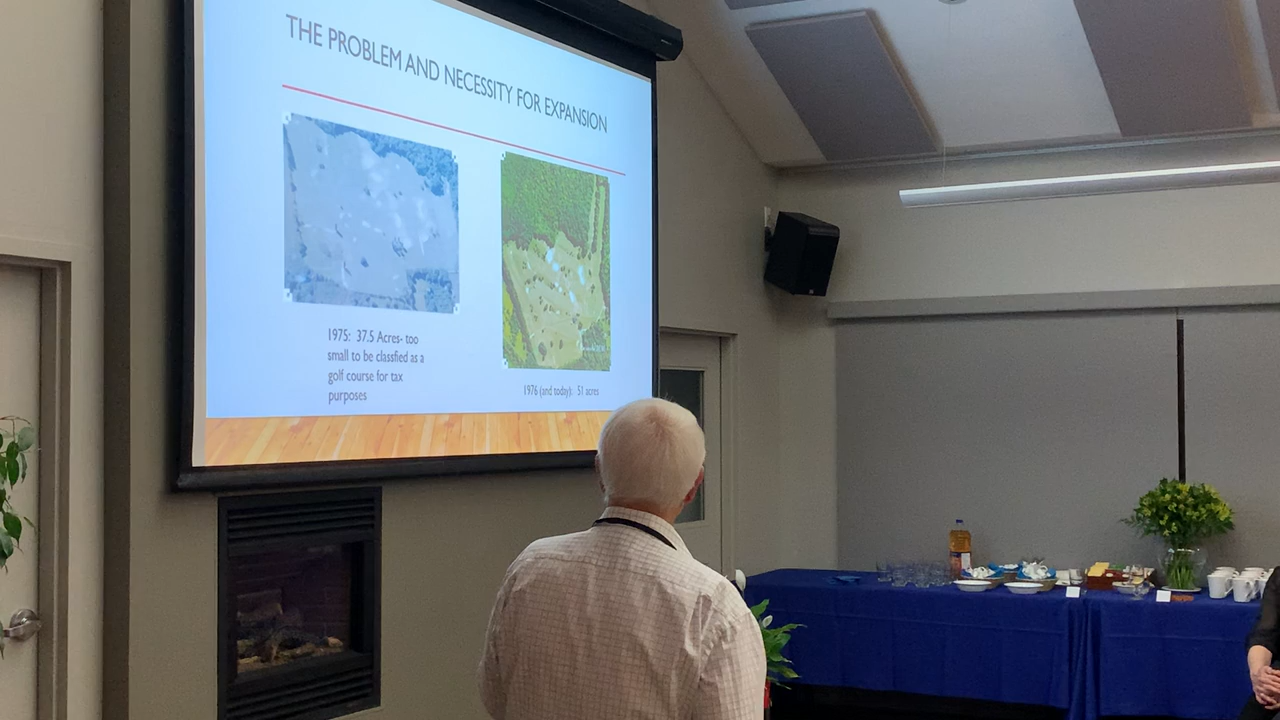 THE PROBLEM AND NECESSITY FOR EXPANSION
1975: 37.5 Acres- too
small to be classfied as a
golf course for tax
purposes
1976 (and today): 51 acres